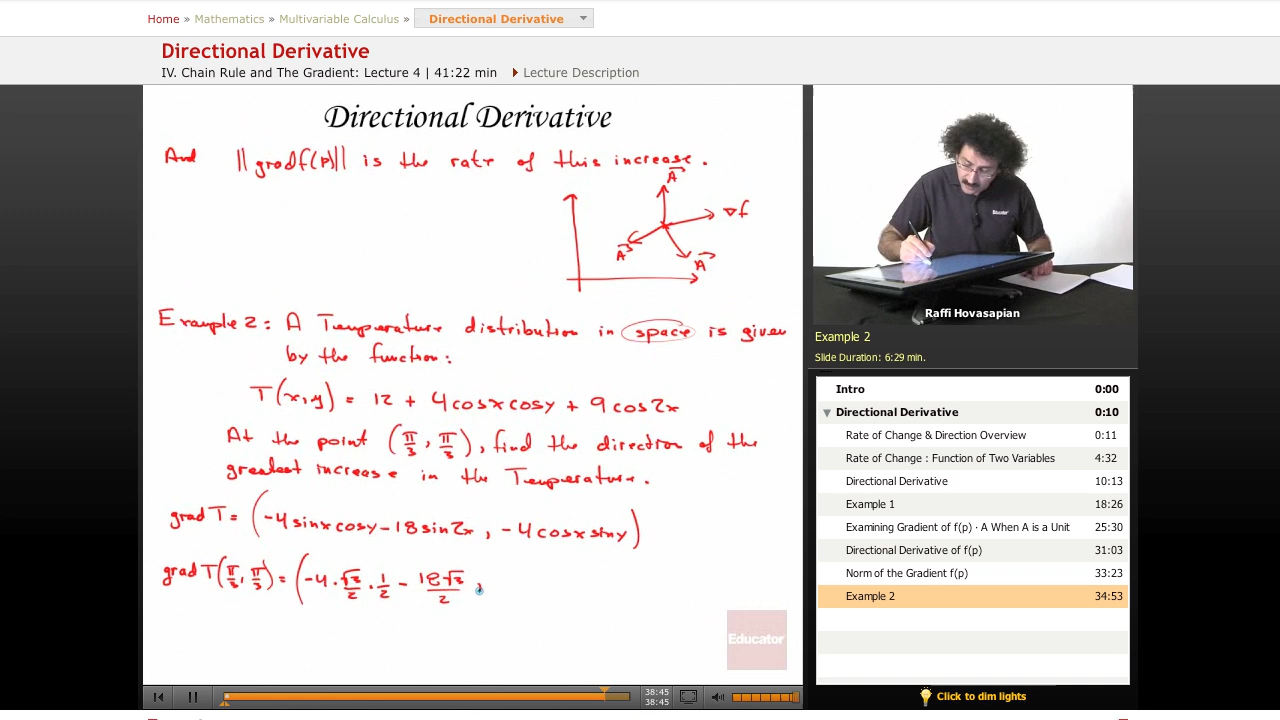 Home » Mathematics » Multivariable Calculus » Directional Derivative
Directional Derivative
IV. Chain Rule and The Gradient: Lecture 4 | 41:22 min Lecture Description
Directional Derivative
And ||grad f(p)|| is the rate of this increase.
A
∇f
A
A
Example 2: A Temperature distribution in space is given
by the function:
T(x,y) = 12 + 4cosxcosy + 9cos2x
At the point (π/3, π/3), find the direction of the
greatest increase in the Temperature.
grad T = (-4sinxcosy-18sin2x, -4cosxsiny)
grad T(π/3, π/3) = (-4·√3/2·1/2 - 18√3/2,
Educator
Educator
Raffi Hovasapian
Example 2
Slide Duration: 6:29 min.
Intro 0:00
Directional Derivative 0:10
Rate of Change & Direction Overview 0:11
Rate of Change : Function of Two Variables 4:32
Directional Derivative 10:13
Example 1 18:26
Examining Gradient of f(p) · A When A is a Unit 25:30
Directional Derivative of f(p) 31:03
Norm of the Gradient f(p) 33:23
Example 2 34:53
38:45
38:45
Click to dim lights